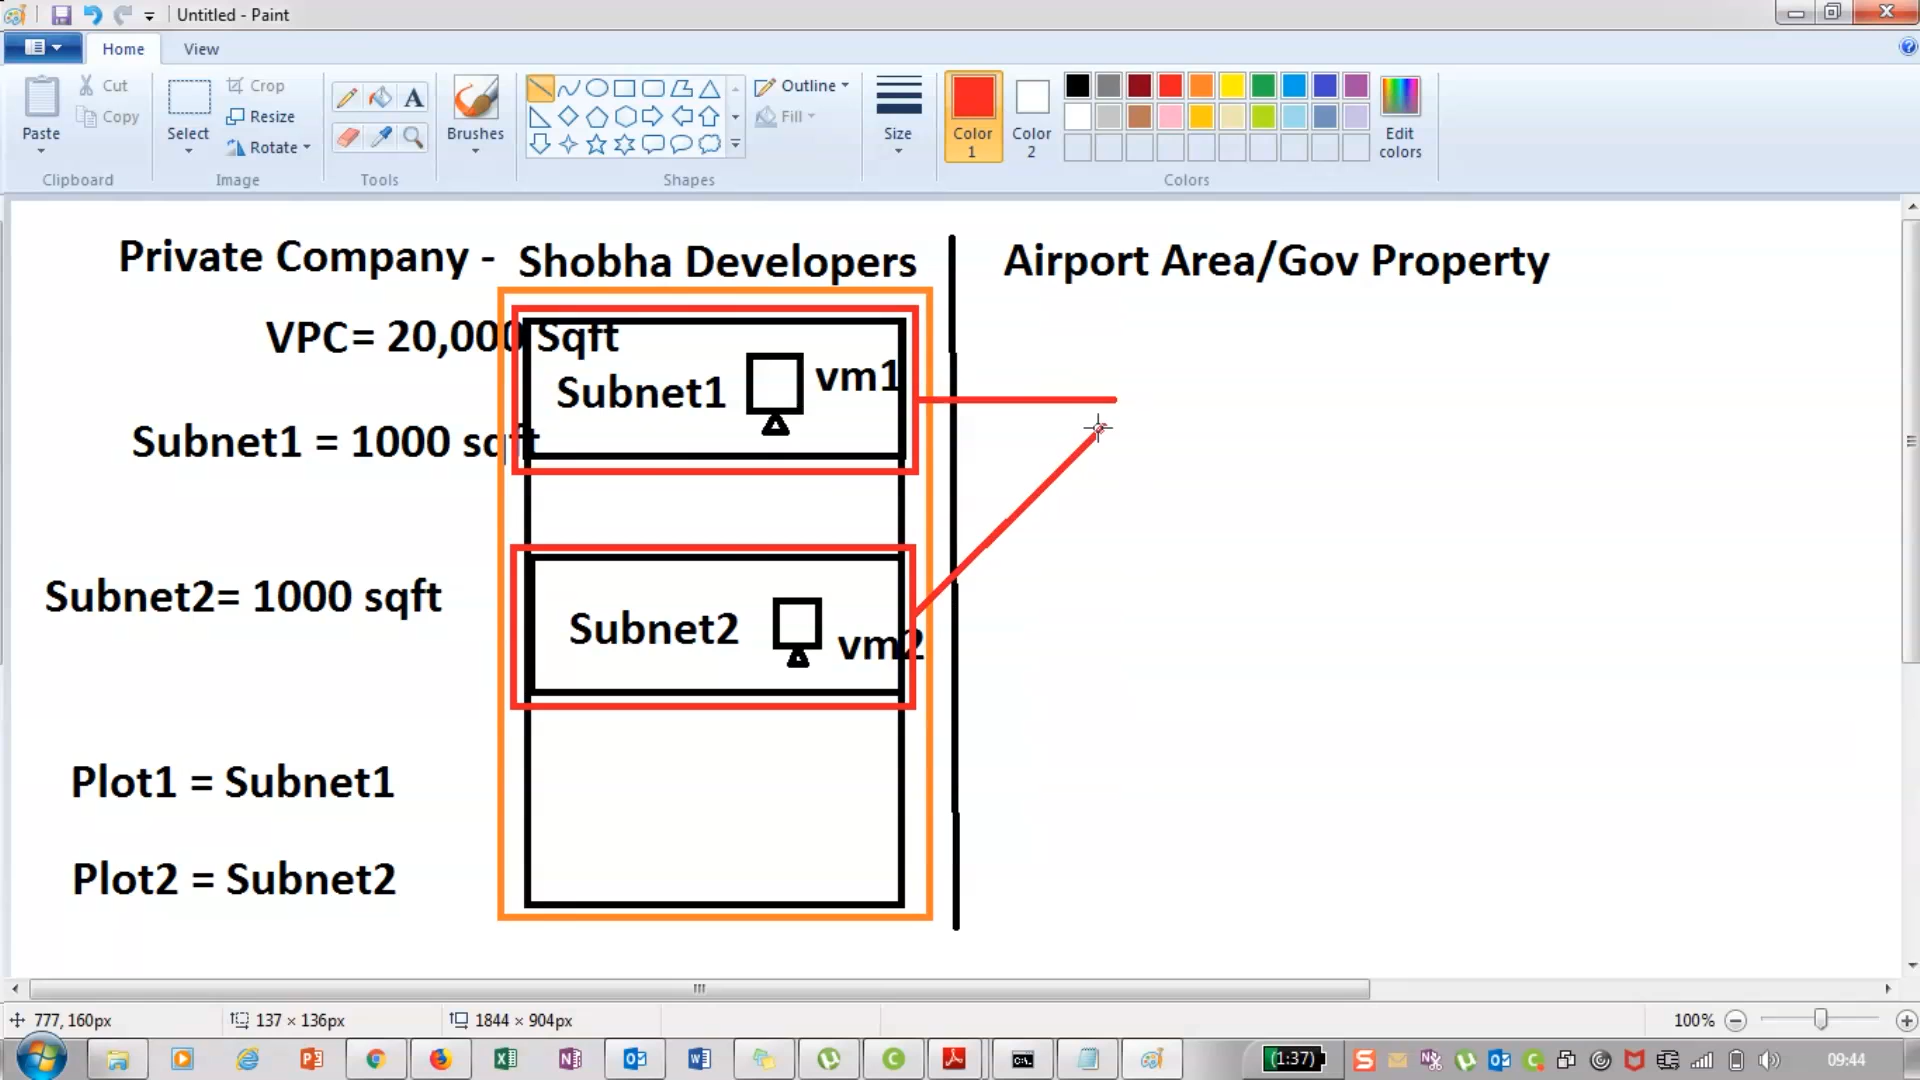 Untitled - Paint
Home
View
Paste
Cut
Copy
Clipboard
Select
Crop
Resize
Rotate
Image
Tools
A
Brushes
Shapes
Outline
Fill
Size
Color 1
Color 2
Edit colors
Colors
Private Company - Shobha Developers
Airport Area/Gov Property
VPC= 20,000 Sqft
Subnet1
vm1
Subnet1 = 1000 sqft
Subnet2= 1000 sqft
Subnet2
vm2
Plot1 = Subnet1
Plot2 = Subnet2
777, 160px
137 × 136px
1844 × 904px
100%
(1:37)
09:44